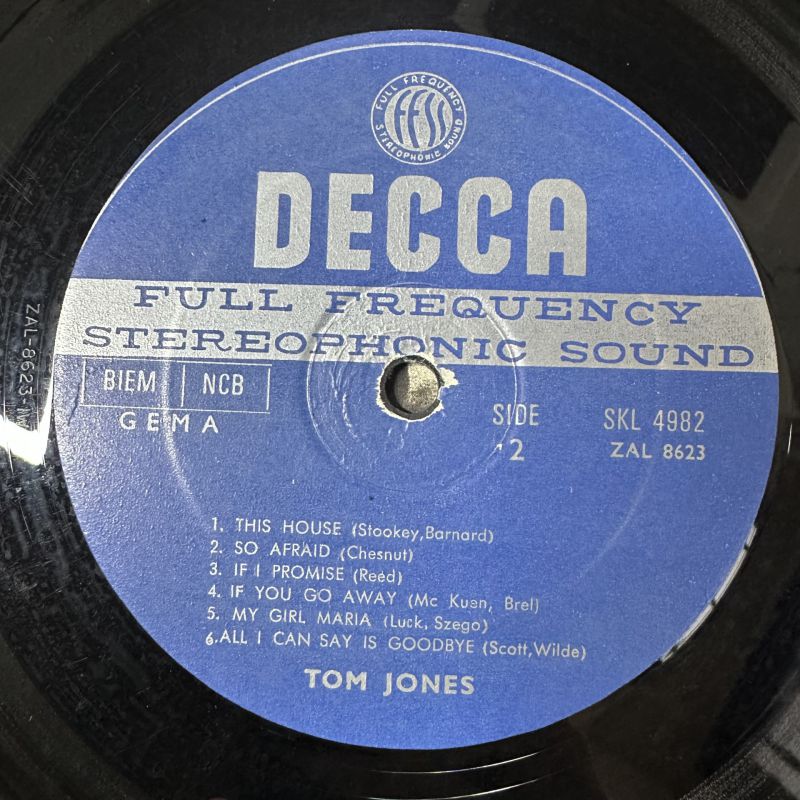 FULL FREQUENCY
FFSS
STEREOPHONIC SOUND
DECCA
FULL FREQUENCY
STEREOPHONIC SOUND
BIEM NCB
GEMA
SIDE
2
SKL 4982
ZAL 8623
ZAL-8623
1. THIS HOUSE (Stookey,Barnard)
2. SO AFRAID (Chesnut)
3. IF I PROMISE (Reed)
4. IF YOU GO AWAY (Mc Kusn, Brel)
5. MY GIRL MARIA (Luck, Szego)
6.ALL I CAN SAY IS GOODBYE (Scott,Wilde)
TOM JONES